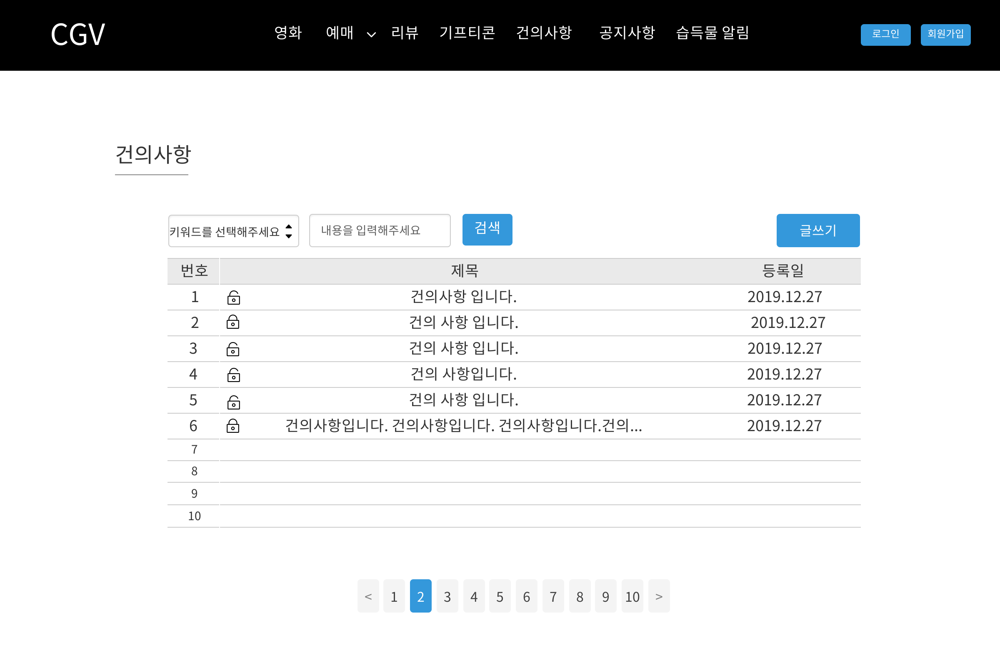 CGV 영화 예매 리뷰 기프티콘 건의사항 공지사항 습득물 알림 로그인 회원가입
건의사항
키워드를 선택해주세요 내용을 입력해주세요 검색 글쓰기
번호 제목 등록일
1 건의사항 입니다. 2019.12.27
2 건의 사항 입니다. 2019.12.27
3 건의 사항 입니다. 2019.12.27
4 건의 사항입니다. 2019.12.27
5 건의 사항 입니다. 2019.12.27
6 건의사항입니다. 건의사항입니다. 건의사항입니다.건의... 2019.12.27
7
8
9
10
< 1 2 3 4 5 6 7 8 9 10 >